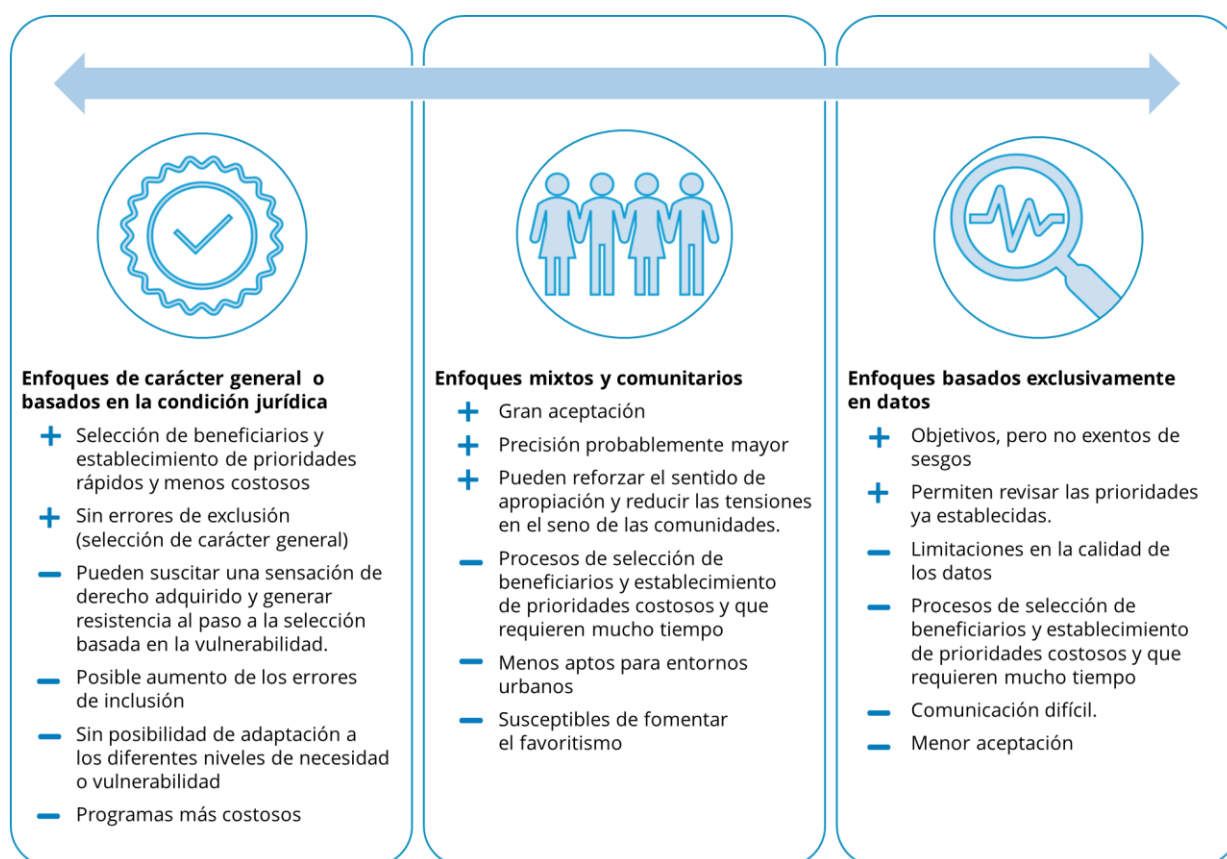 Enfoques de carácter general o
basados en la condición jurídica
+ Selección de beneficiarios y
establecimiento de prioridades
rápidos y menos costosos
+ Sin errores de exclusión
(selección de carácter general)
− Pueden suscitar una sensación de
derecho adquirido y generar
resistencia al paso a la selección
basada en la vulnerabilidad.
− Posible aumento de los errores
de inclusión
− Sin posibilidad de adaptación a
los diferentes niveles de necesidad
o vulnerabilidad
− Programas más costosos
Enfoques mixtos y comunitarios
+ Gran aceptación
+ Precisión probablemente mayor
+ Pueden reforzar el sentido de
apropiación y reducir las tensiones
en el seno de las comunidades.
− Procesos de selección de
beneficiarios y establecimiento
de prioridades costosos y que
requieren mucho tiempo
− Menos aptos para entornos
urbanos
− Susceptibles de fomentar
el favoritismo
Enfoques basados exclusivamente
en datos
+ Objetivos, pero no exentos de
sesgos
+ Permiten revisar las prioridades
ya establecidas.
− Limitaciones en la calidad de
los datos
− Procesos de selección de
beneficiarios y establecimiento
de prioridades costosos y que
requieren mucho tiempo
− Comunicación difícil.
− Menor aceptación